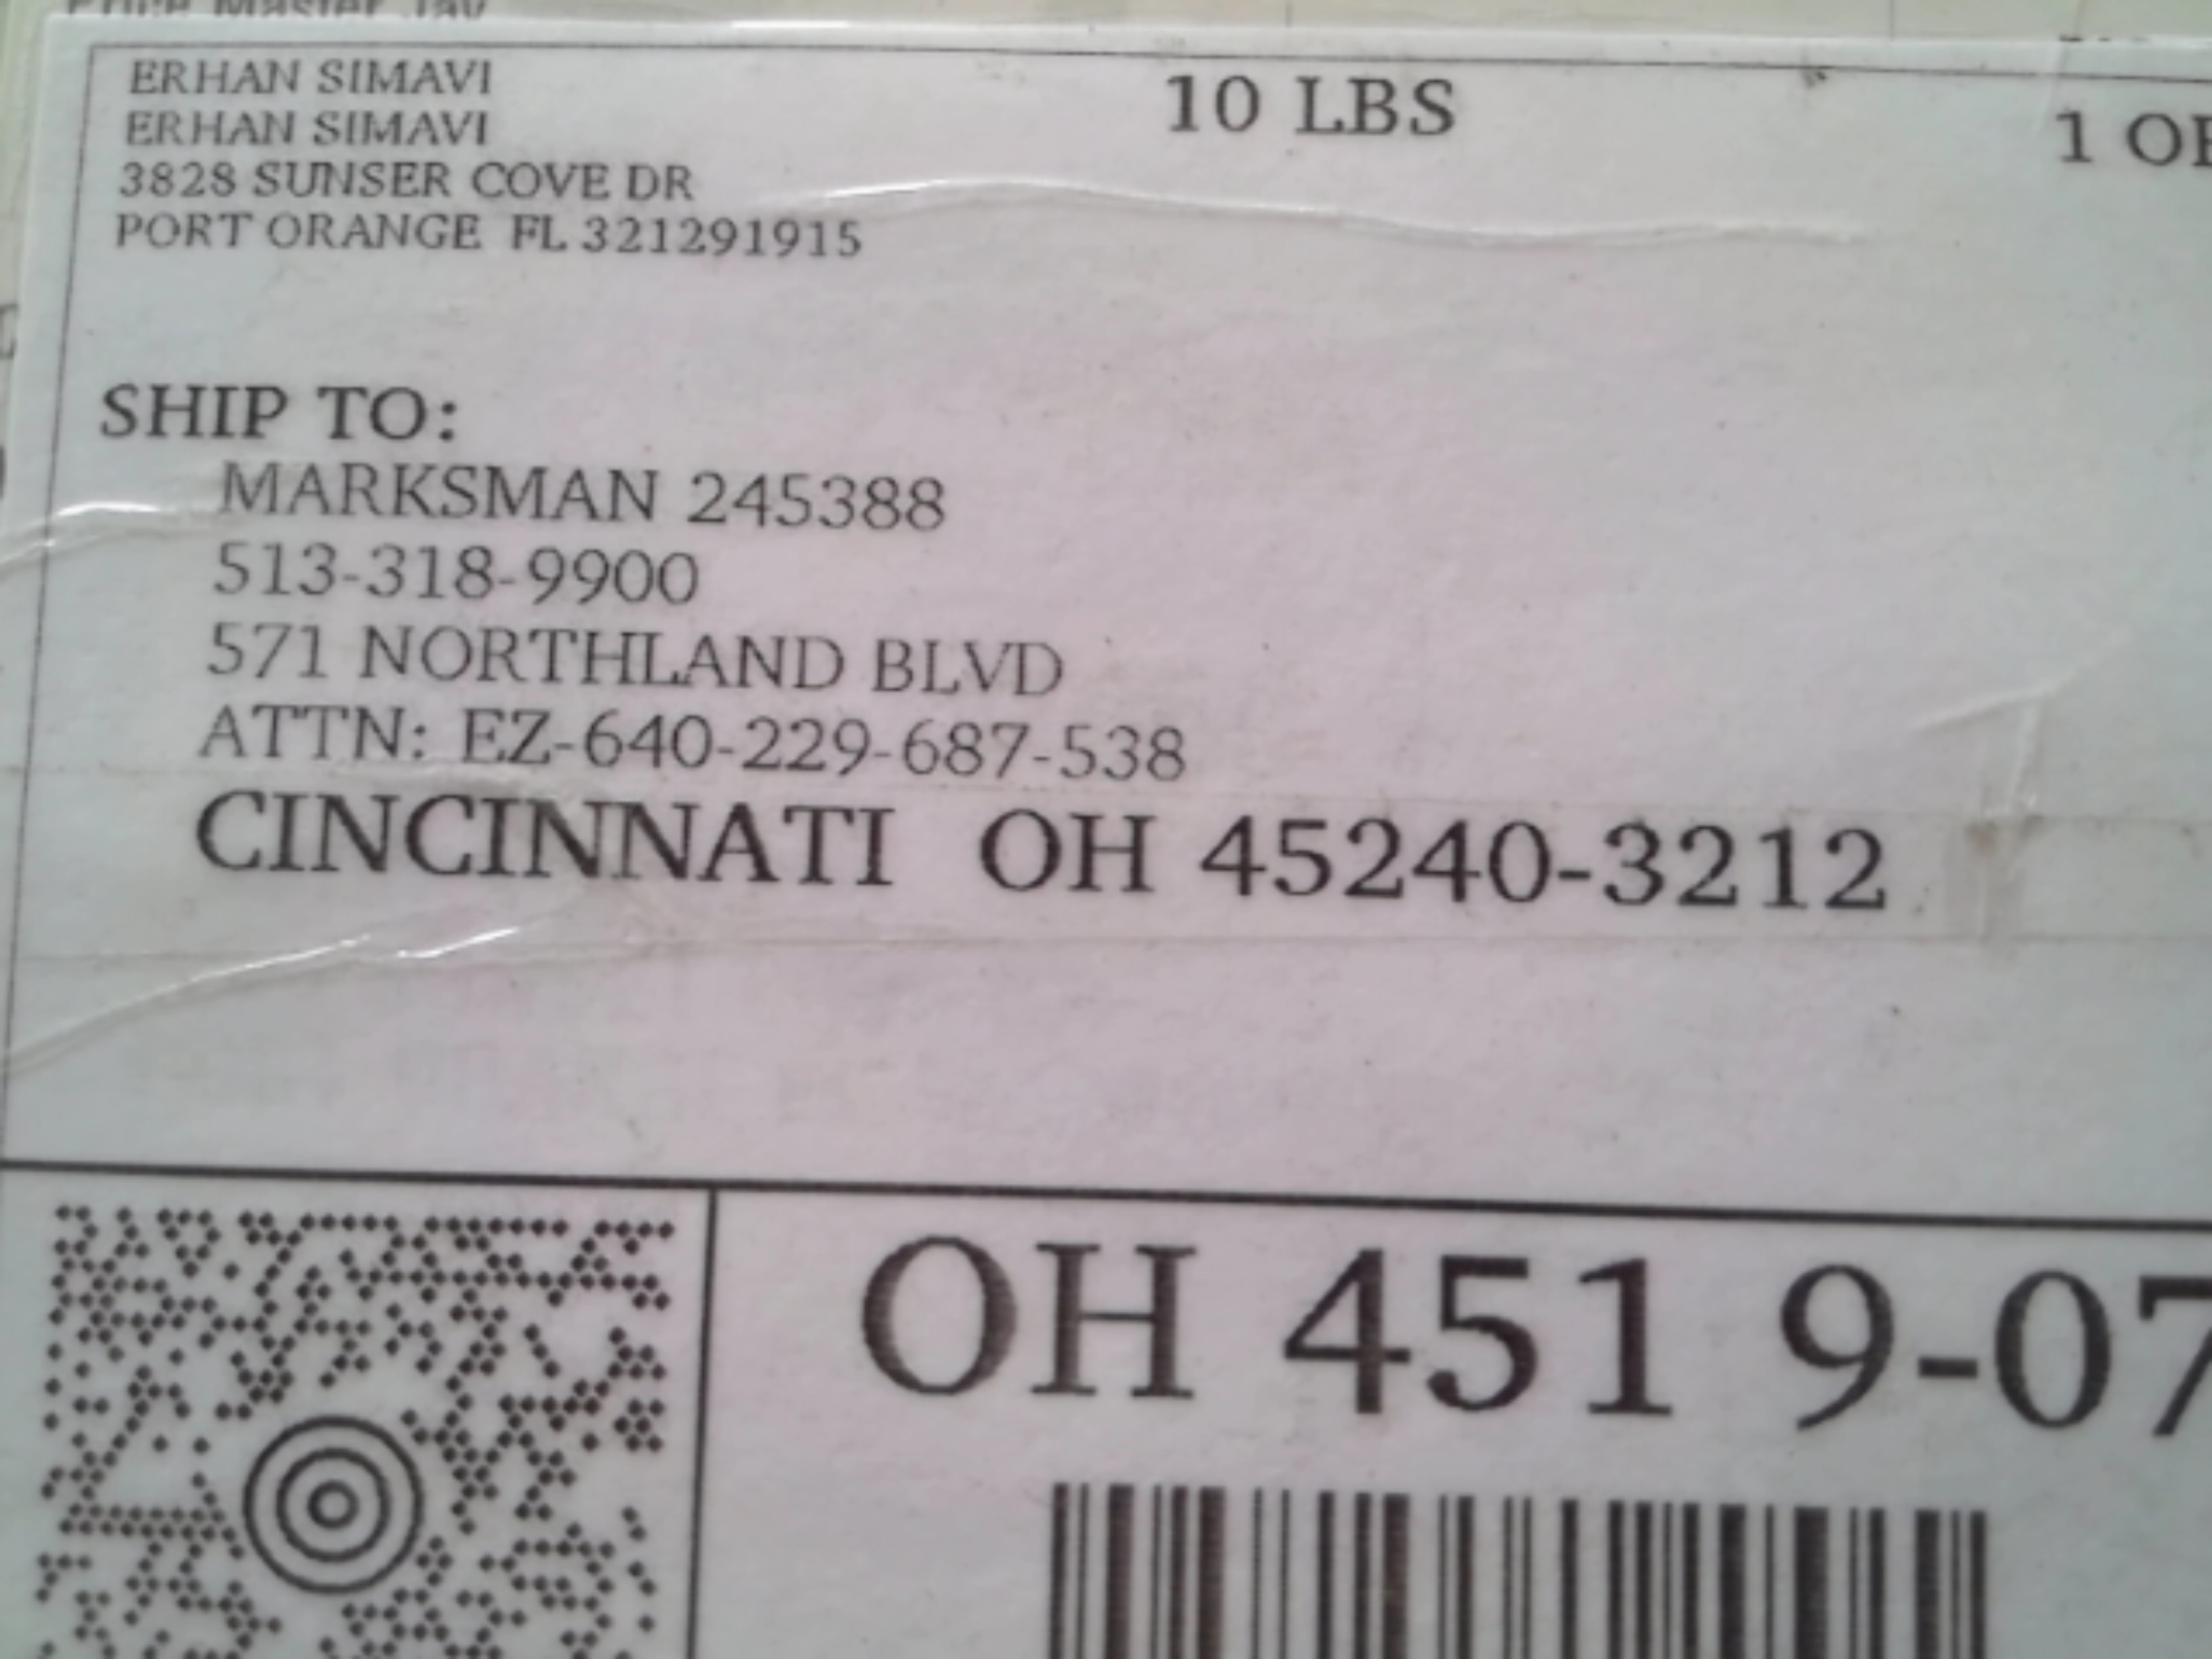 ERHAN SIMAVI
ERHAN SIMAVI
3828 SUNSER COVE DR
PORT ORANGE FL 321291915
10 LBS
1
SHIP TO:
MARKSMAN 245388
513-318-9900
571 NORTHLAND BLVD
ATTN: EZ-640-229-687-538
CINCINNATI OH 45240-3212
OH 451 9-07